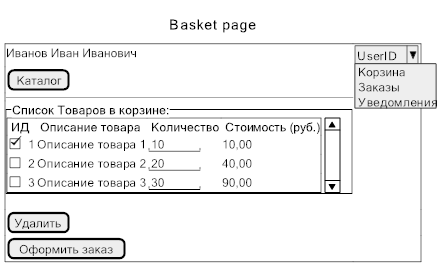 Basket page
Иванов Иван Иванович
UserID
Каталог
Корзина
Заказы
Уведомления
Список Товаров в корзине:
ИД Описание товара Количество Стоимость (руб.)
1 Описание товара 1 10 10,00
2 Описание товара 2 20 40,00
3 Описание товара 3 30 90,00
Удалить
Оформить заказ